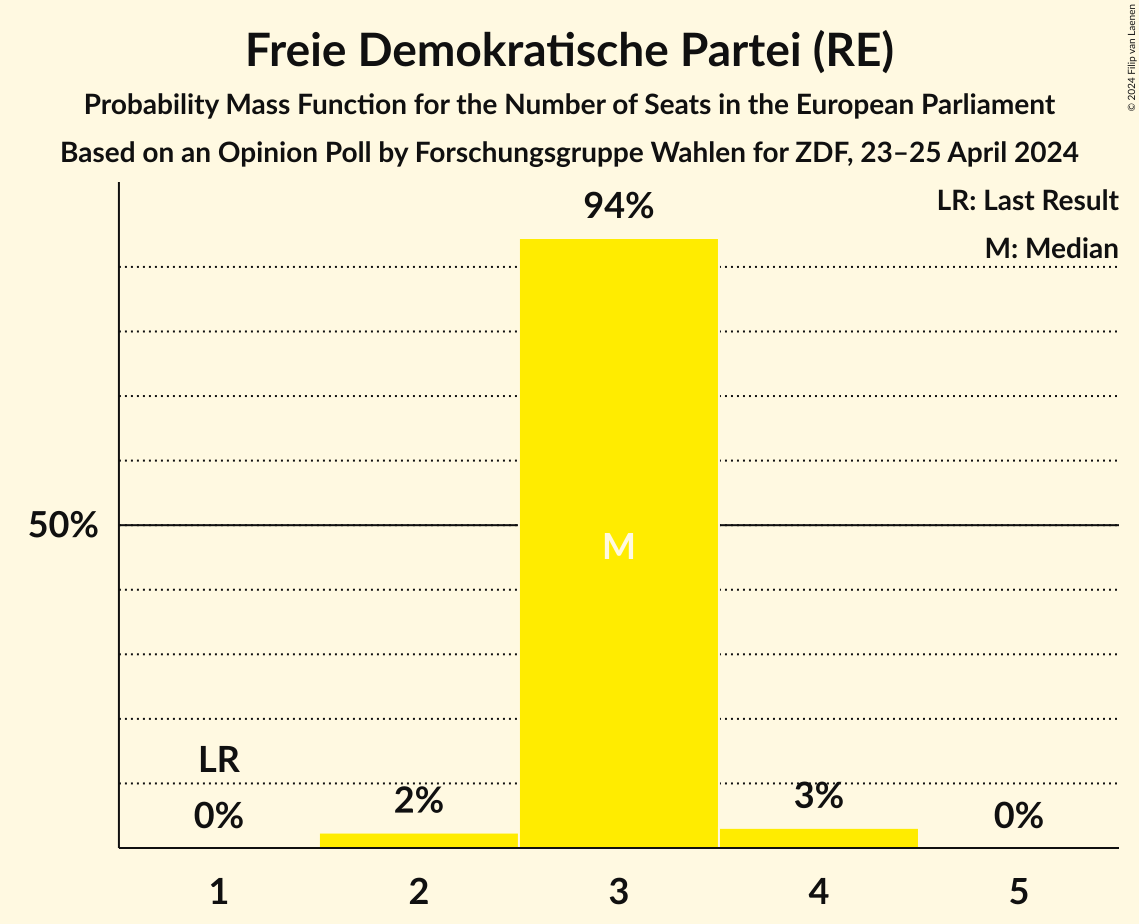 Freie Demokratische Partei (RE)
Probability Mass Function for the Number of Seats in the European Parliament
Based on an Opinion Poll by Forschungsgruppe Wahlen for ZDF, 23–25 April 2024
© 2024 Filip van Laenen
LR: Last Result
M: Median
94%
50%
M
LR
0%
2%
3%
0%
1 2 3 4 5